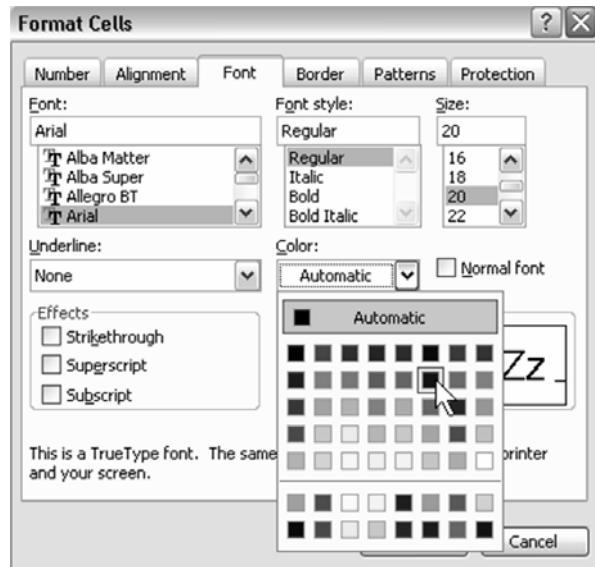 Format Cells
Number Alignment Font Border Patterns Protection
Font: Font style: Size:
Arial Regular 20
Alba Matter Regular 16
Alba Super Italic 18
Allegro BT Bold 20
Arial Bold Italic 22
Underline: Color:
None Automatic Normal font
Effects Automatic
Strikethrough
Superscript Zz
Subscript
This is a TrueType font. The same printer
and your screen.
Cancel